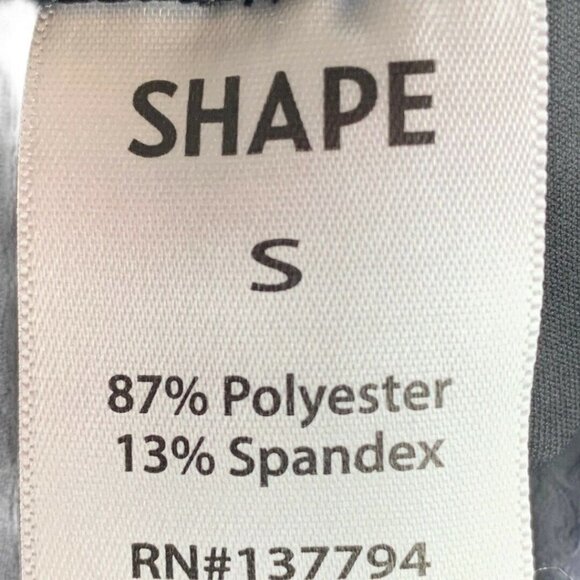 SHAPE
S
87% Polyester
13% Spandex
RN#137794